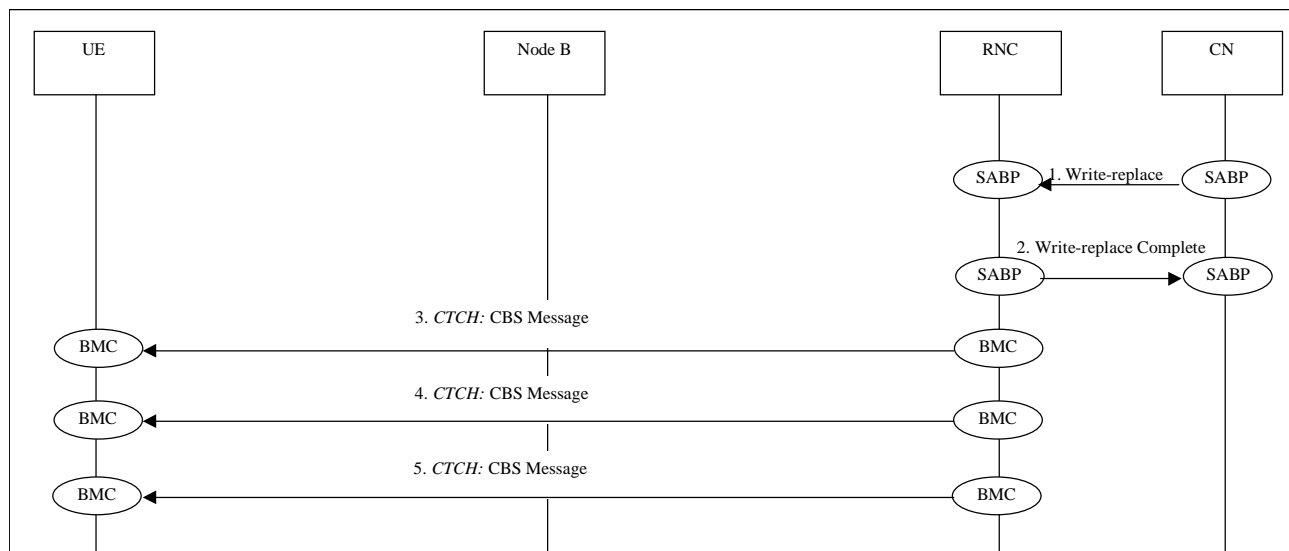 UE
Node B
RNC
CN
SABP
1. Write-replace
SABP
2. Write-replace Complete
SABP
SABP
3. CTCH: CBS Message
BMC
BMC
4. CTCH: CBS Message
BMC
BMC
5. CTCH: CBS Message
BMC
BMC